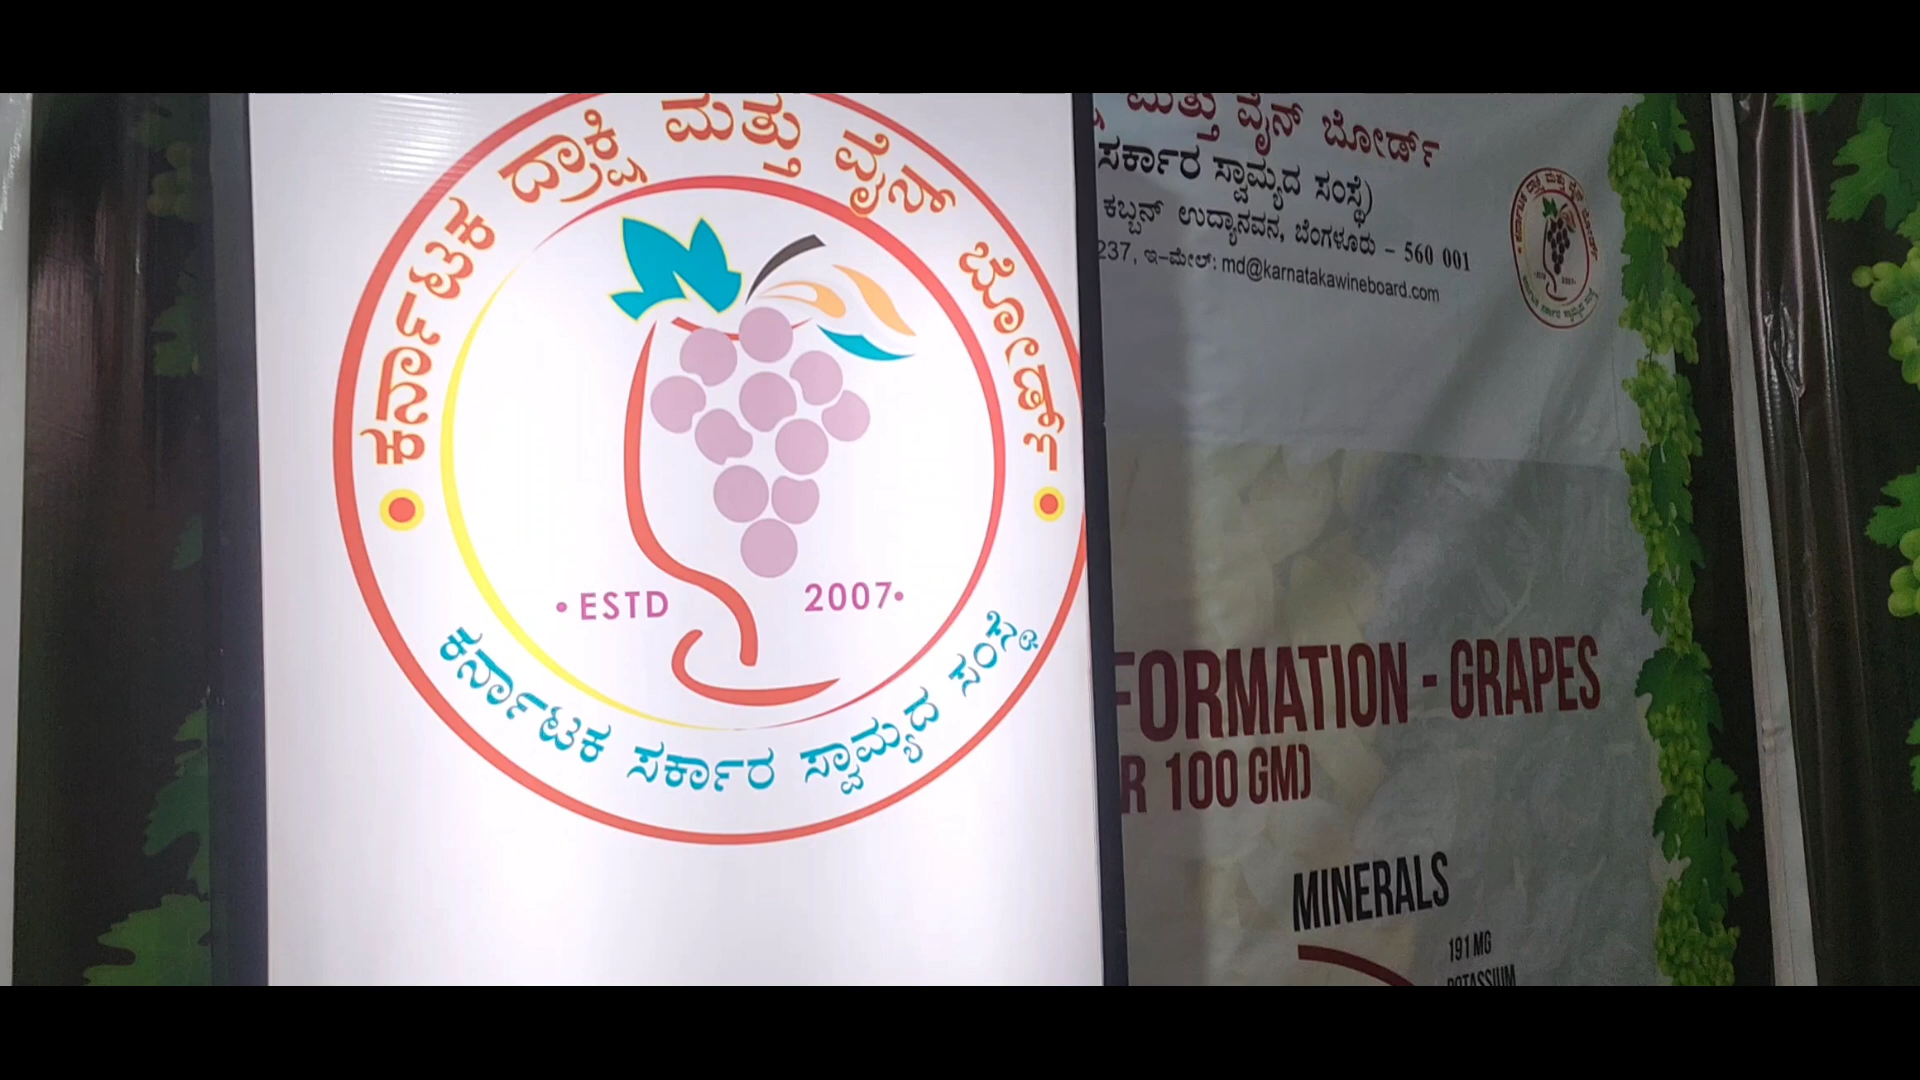 ಕರ್ನಾಟಕ ದ್ರಾಕ್ಷಿ ಮತ್ತು ವೈನ್ ಬೋರ್ಡ್
• ESTD 2007 •
ಕರ್ನಾಟಕ ಸರ್ಕಾರ ಸ್ವಾಮ್ಯದ ಸಂಸ್ಥೆ
ಮತ್ತು ವೈನ್ ಬೋರ್ಡ್
ಸರ್ಕಾರ ಸ್ವಾಮ್ಯದ ಸಂಸ್ಥೆ)
ಕಬ್ಬನ್ ಉದ್ಯಾನವನ, ಬೆಂಗಳೂರು – 560 001
237, ಇ-ಮೇಲ್: md@karnatakawineboard.com
FORMATION - GRAPES
R 100 GM)
MINERALS
191 MG
POTASSIUM